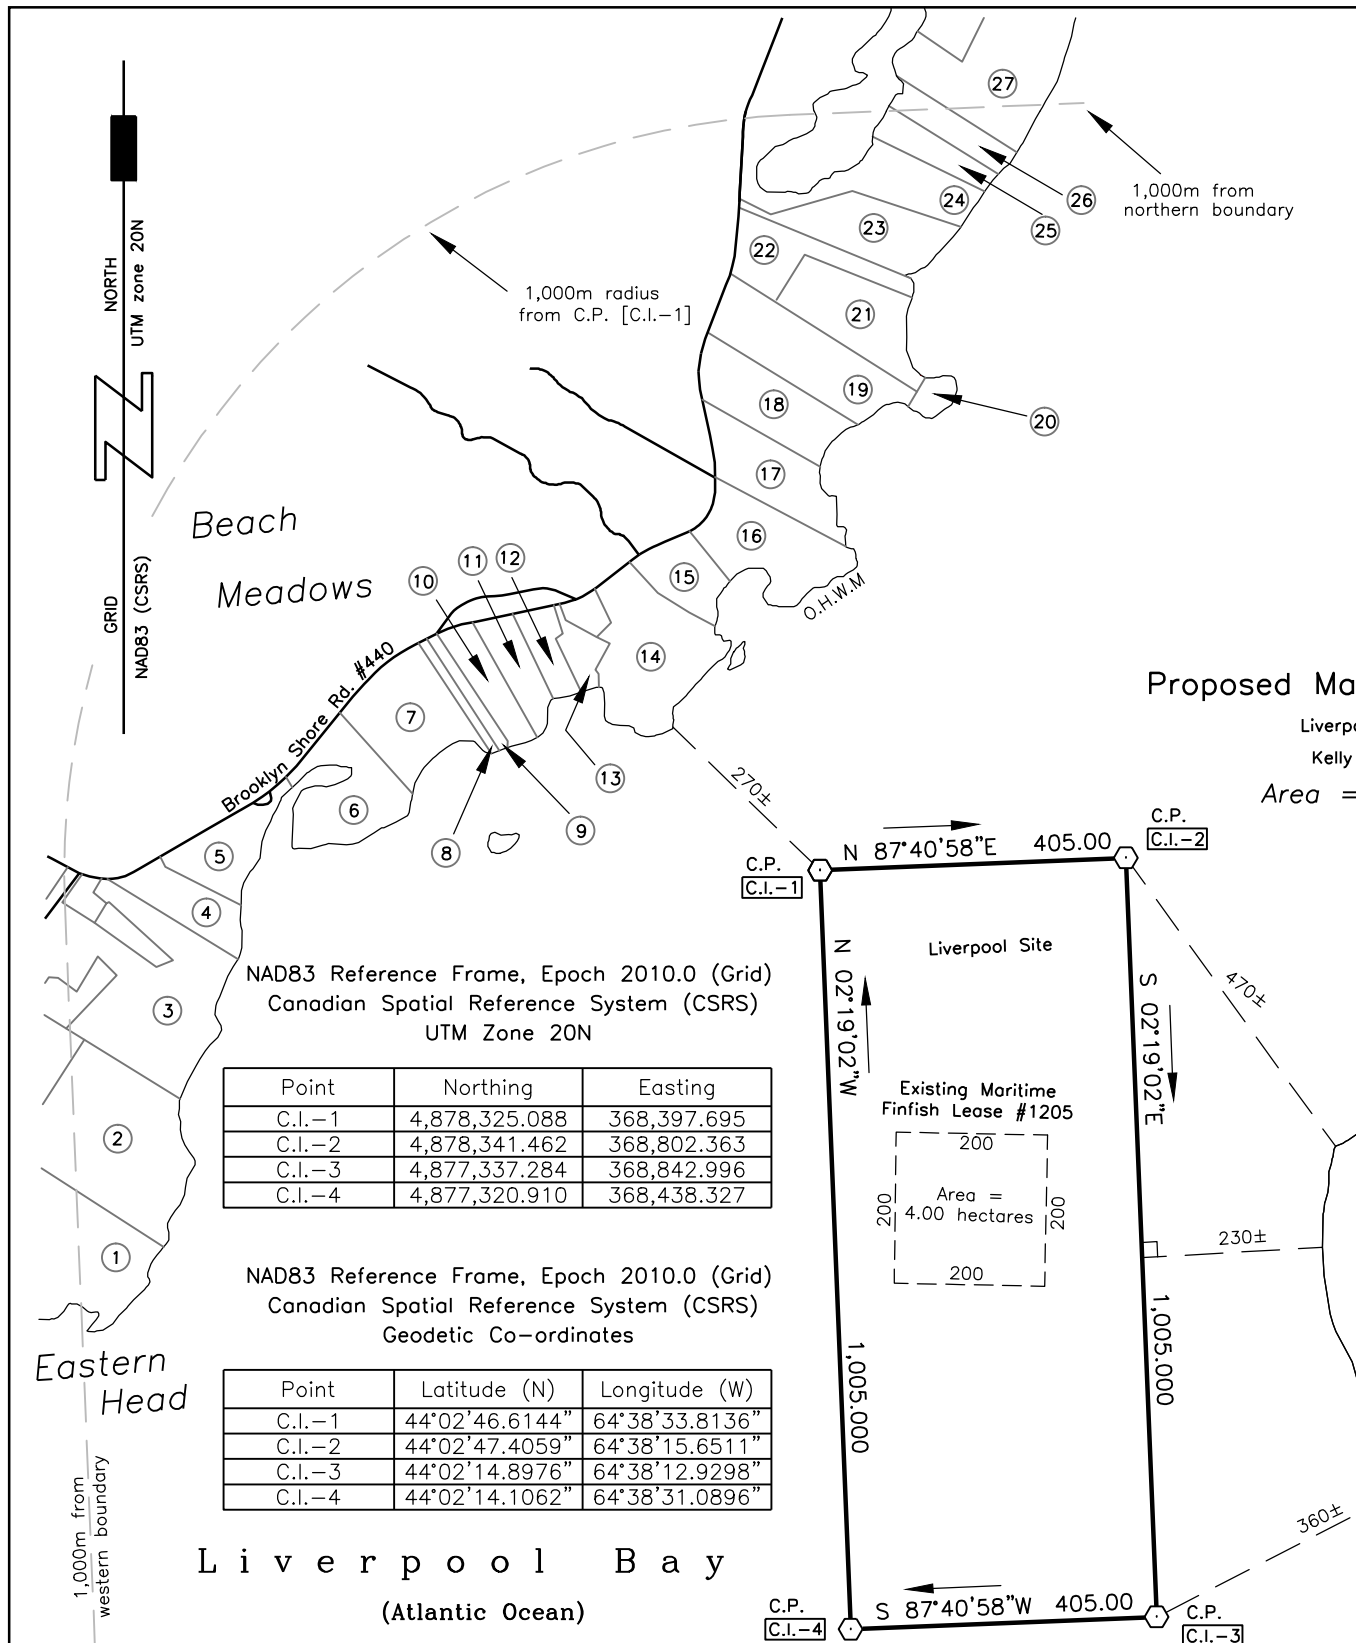 27
26
25
24
23
22
21
20
19
18
17
16
15
14
13
12
11
10
9
8
7
6
5
4
3
2
1
1,000m from
northern boundary
1,000m radius
from C.P. [C.I.-1]
NORTH
UTM zone 20N
GRID
NAD83 (CSRS)
Beach
Meadows
Brooklyn Shore Rd. #440
O.H.W.M
Proposed Ma
Liverpo
Kelly
Area =
270±
C.P.
C.I.-1
N 87°40'58"E 405.00
C.P.
C.I.-2
Liverpool Site
N 02°19'02"W
S 02°19'02"E
470±
NAD83 Reference Frame, Epoch 2010.0 (Grid)
Canadian Spatial Reference System (CSRS)
UTM Zone 20N
Point Northing Easting
C.I.-1 4,878,325.088 368,397.695
C.I.-2 4,878,341.462 368,802.363
C.I.-3 4,877,337.284 368,842.996
C.I.-4 4,877,320.910 368,438.327
Existing Maritime
Finfish Lease #1205
200
200
Area =
4.00 hectares
200
200
230±
1,005.000
1,005.000
NAD83 Reference Frame, Epoch 2010.0 (Grid)
Canadian Spatial Reference System (CSRS)
Geodetic Co-ordinates
Point Latitude (N) Longitude (W)
C.I.-1 44°02'46.6144" 64°38'33.8136"
C.I.-2 44°02'47.4059" 64°38'15.6511"
C.I.-3 44°02'14.8976" 64°38'12.9298"
C.I.-4 44°02'14.1062" 64°38'31.0896"
Eastern
Head
1,000m from
western boundary
360±
Liverpool Bay
(Atlantic Ocean)
C.P.
C.I.-4
S 87°40'58"W 405.00
C.P.
C.I.-3